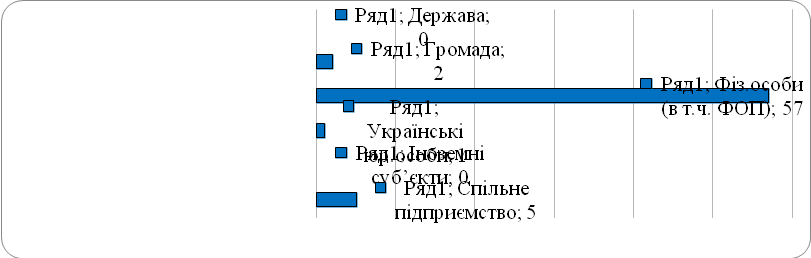 Ряд1; Держава;
0
Ряд1; Громада;
2
Ряд1; Фіз.особи
(в т.ч. ФОП); 57
Ряд1;
Українські
юр.особи; 1
Ряд1; Іноземні
суб’єкти; 0
Ряд1; Спільне
підприємство; 5